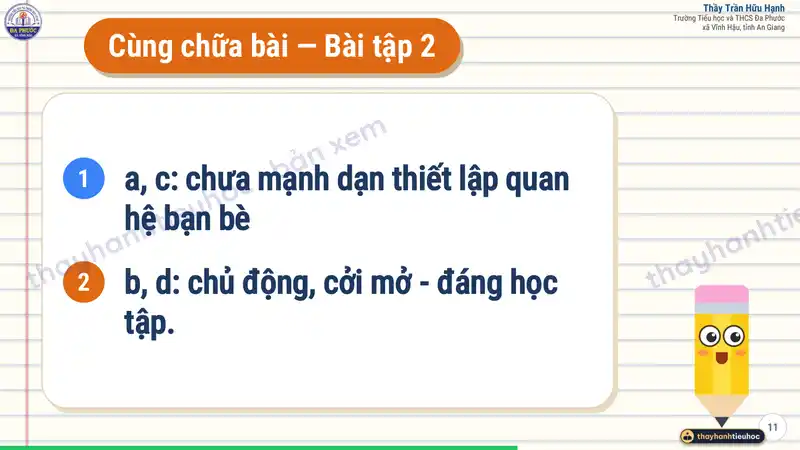 Thầy Trần Hữu Hạnh
Trường Tiểu học và THCS Đa Phước
xã Vĩnh Hậu, tỉnh An Giang
ĐA PHƯỚC
Cùng chữa bài – Bài tập 2
1 a, c: chưa mạnh dạn thiết lập quan
hệ bạn bè
2 b, d: chủ động, cởi mở - đáng học
tập.
thayhanhtieuhoc
11